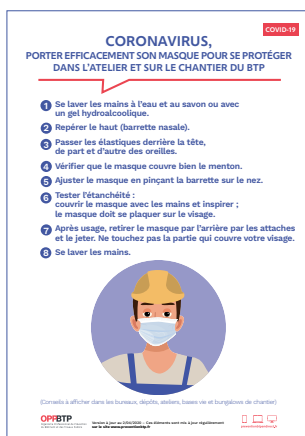 COVID-19
CORONAVIRUS,
PORTER EFFICACEMENT SON MASQUE POUR SE PROTÉGER
DANS L'ATELIER ET SUR LE CHANTIER DU BTP
1 Se laver les mains à l'eau et au savon ou avec
un gel hydroalcoolique.
2 Repérer le haut (barrette nasale).
3 Passer les élastiques derrière la tête,
de part et d'autre des oreilles.
4 Vérifier que le masque couvre bien le menton.
5 Ajuster le masque en pinçant la barrette sur le nez.
6 Tester l'étanchéité :
couvrir le masque avec les mains et inspirer ;
le masque doit se plaquer sur le visage.
7 Après usage, retirer le masque par l'arrière par les attaches
et le jeter. Ne touchez pas la partie qui couvre votre visage.
8 Se laver les mains.
(Conseils à afficher dans les bureaux, dépôts, ateliers, bases vie et bungalows de chantier)
OPPBTP